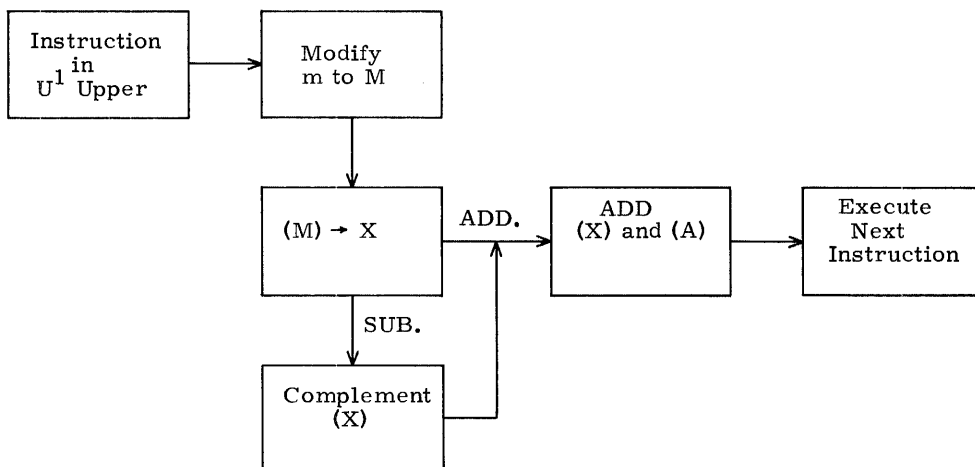 Instruction
in
U¹ Upper
Modify
m to M
(M) → X
ADD.
ADD
(X) and (A)
Execute
Next
Instruction
SUB.
Complement
(X)